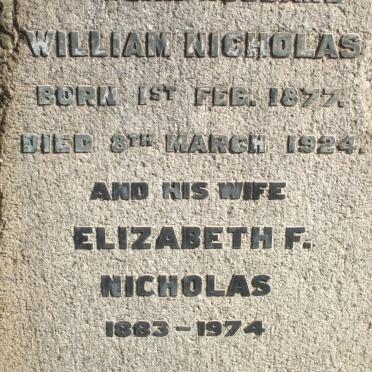 WILLIAM NICHOLAS
BORN 1ST FEB. 1877.
DIED 8TH MARCH 1924.
AND HIS WIFE
ELIZABETH F.
NICHOLAS
1883-1974